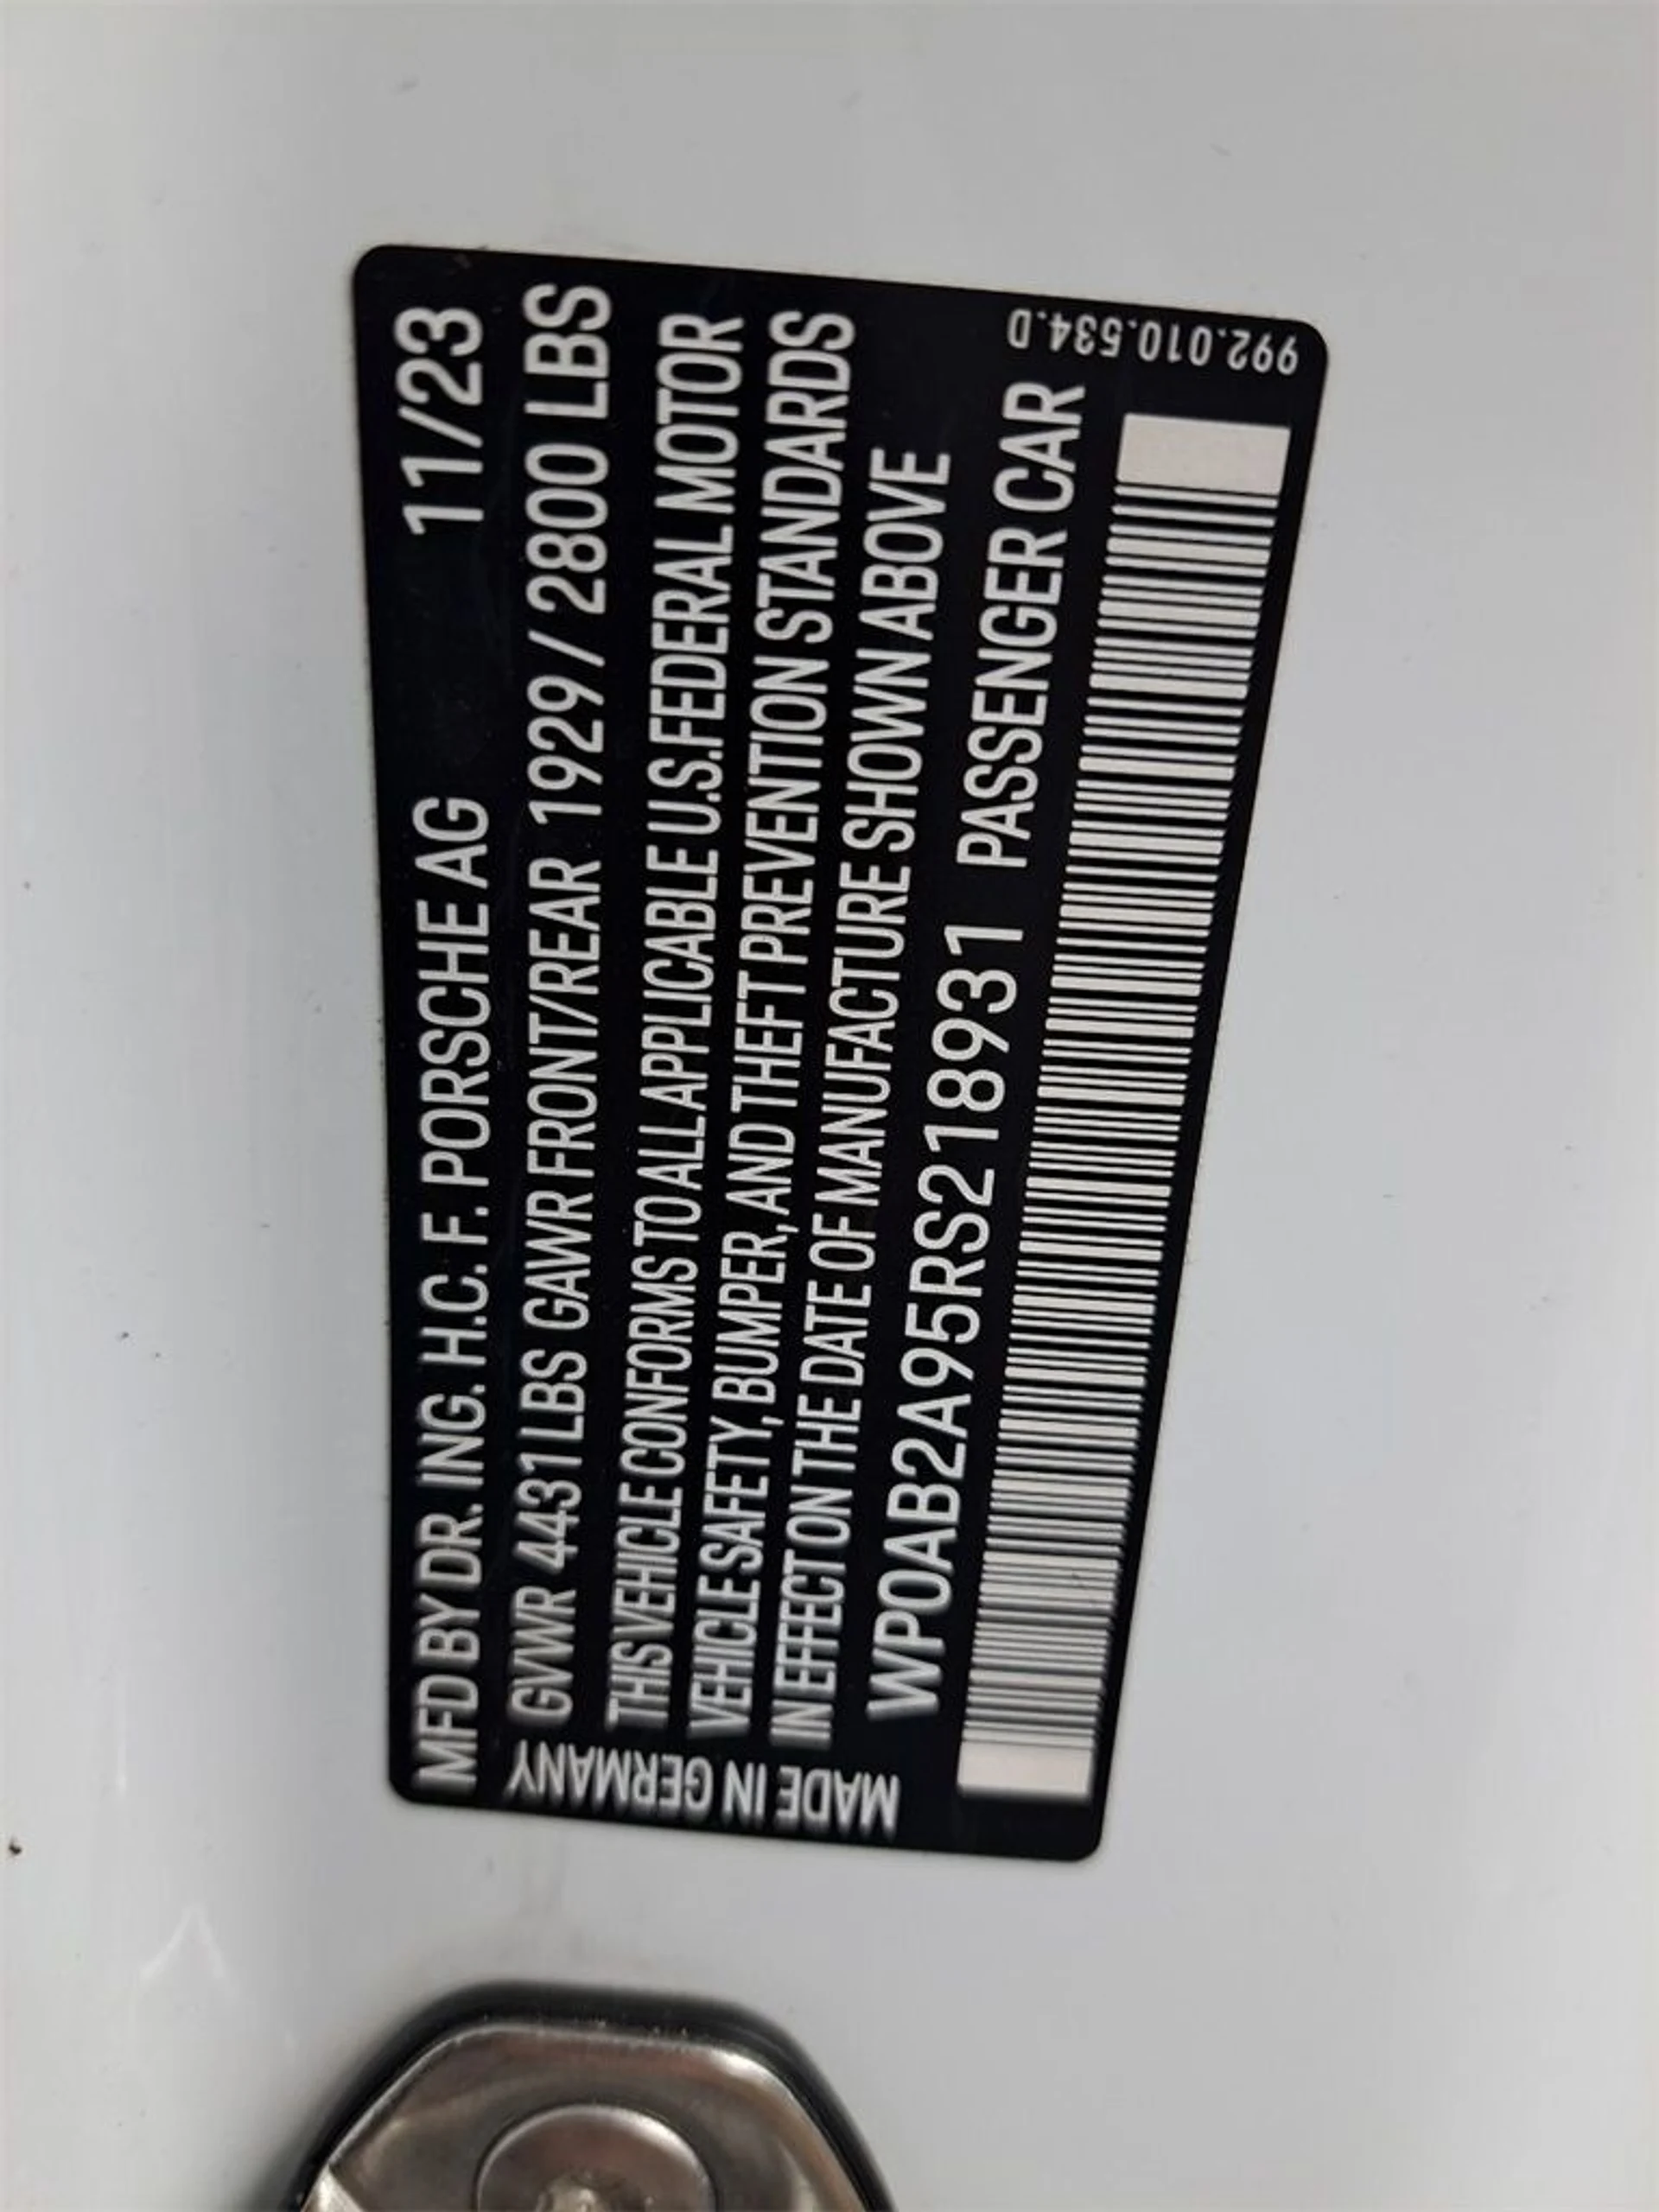 MFD BY DR. ING. H.C. F. PORSCHE AG 11/23
GVWR 4431 LBS GAWR FRONT/REAR 1929 / 2800 LBS
THIS VEHICLE CONFORMS TO ALL APPLICABLE U.S.FEDERAL MOTOR
VEHICLE SAFETY, BUMPER, AND THEFT PREVENTION STANDARDS
IN EFFECT ON THE DATE OF MANUFACTURE SHOWN ABOVE
WP0AB2A95RS218931 PASSENGER CAR
MADE IN GERMANY
992.010.534.D